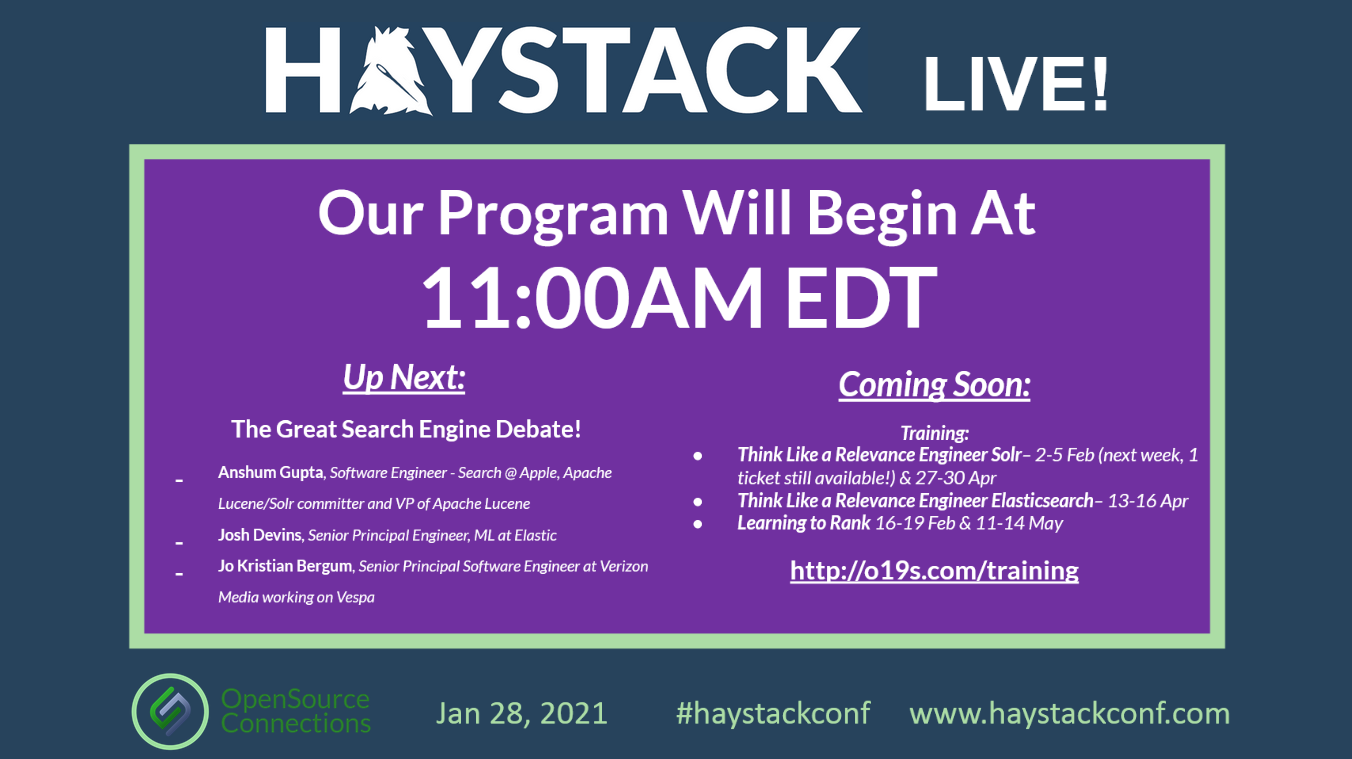 HAYSTACK LIVE!
Our Program Will Begin At
11:00AM EDT
Up Next:
The Great Search Engine Debate!
- Anshum Gupta, Software Engineer - Search @ Apple, Apache
Lucene/Solr committer and VP of Apache Lucene
- Josh Devins, Senior Principal Engineer, ML at Elastic
- Jo Kristian Bergum, Senior Principal Software Engineer at Verizon
Media working on Vespa
Coming Soon:
Training:
● Think Like a Relevance Engineer Solr– 2-5 Feb (next week, 1
ticket still available!) & 27-30 Apr
● Think Like a Relevance Engineer Elasticsearch– 13-16 Apr
● Learning to Rank 16-19 Feb & 11-14 May
http://o19s.com/training
OpenSource
Connections
Jan 28, 2021
#haystackconf
www.haystackconf.com